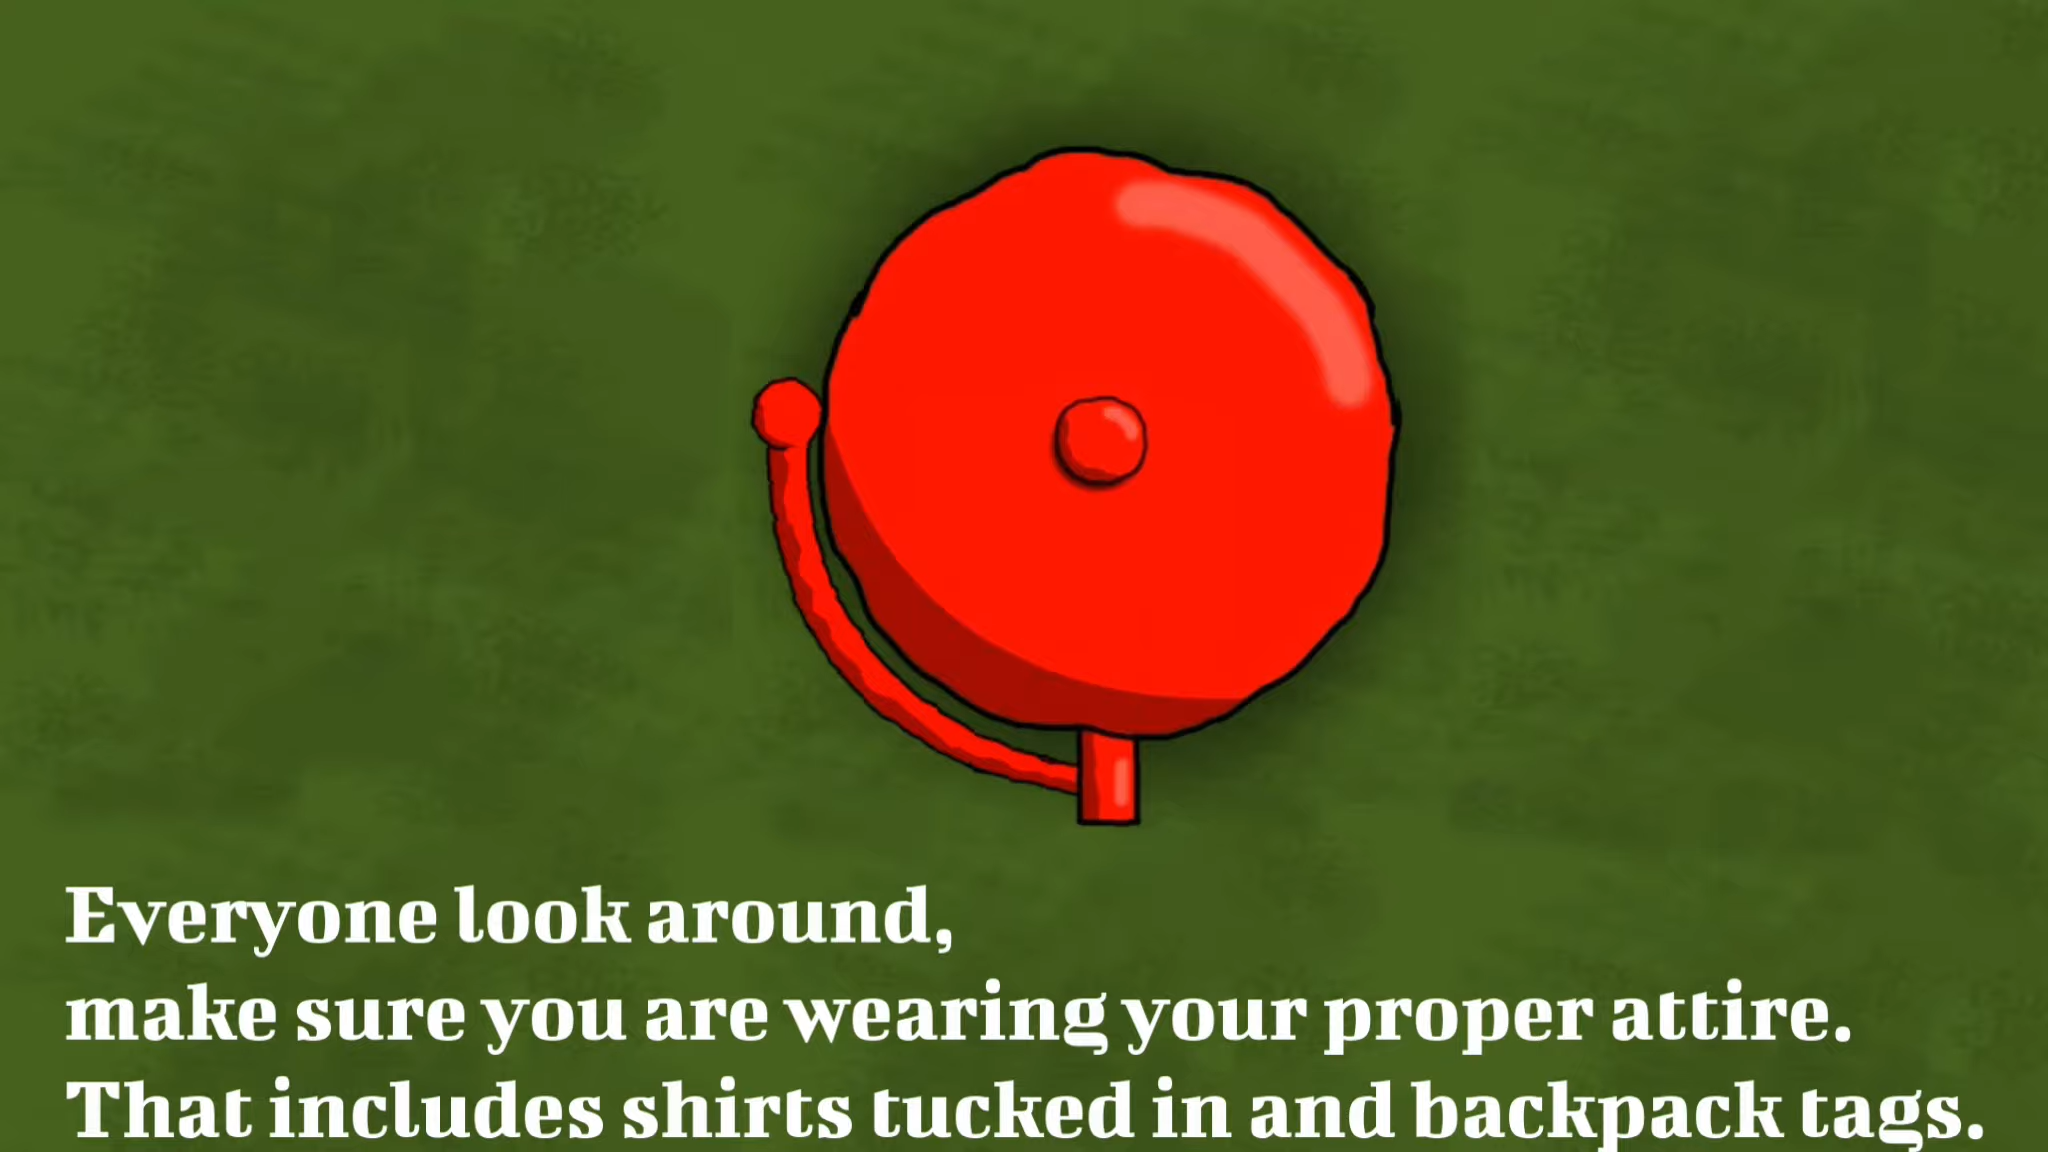 Everyone look around,
make sure you are wearing your proper attire.
That includes shirts tucked in and backpack tags.